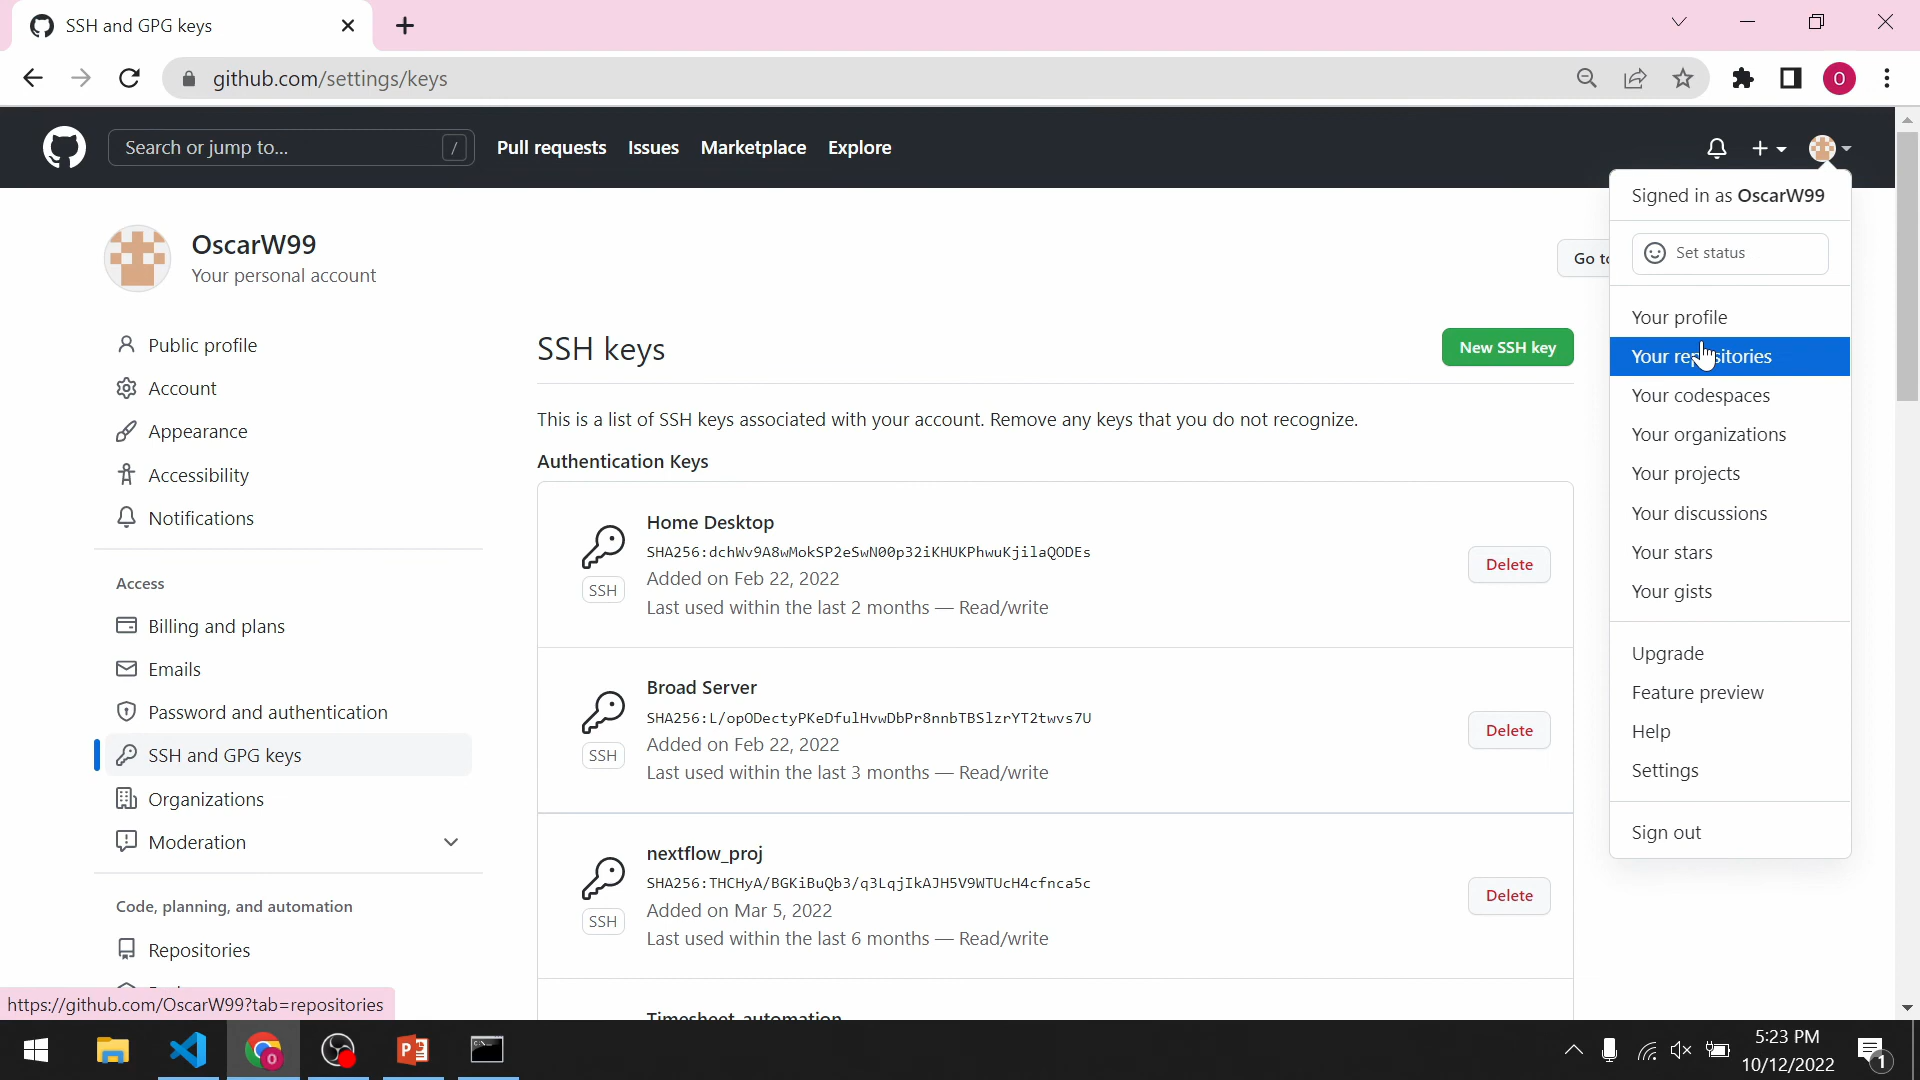 SSH and GPG keys
github.com/settings/keys
O
Search or jump to...
/
Pull requests
Issues
Marketplace
Explore
Signed in as OscarW99
Set status
Your profile
Your repositories
Your codespaces
Your organizations
Your projects
Your discussions
Your stars
Your gists
Upgrade
Feature preview
Help
Settings
Sign out
OscarW99
Your personal account
Go to
Public profile
Account
Appearance
Accessibility
Notifications
Access
Billing and plans
Emails
Password and authentication
SSH and GPG keys
Organizations
Moderation
Code, planning, and automation
Repositories
SSH keys
New SSH key
This is a list of SSH keys associated with your account. Remove any keys that you do not recognize.
Authentication Keys
Home Desktop
SHA256:dchWv9A8wMokSP2eSwN00p32iKHUKPhwuKjilaQODEs
Added on Feb 22, 2022
Last used within the last 2 months — Read/write
SSH
Delete
Broad Server
SHA256:L/opODectyPKeDfulHvwDbPr8nnbTBSlzrYT2twvs7U
Added on Feb 22, 2022
Last used within the last 3 months — Read/write
SSH
Delete
nextflow_proj
SHA256:THCHyA/BGKiBuQb3/q3LqjIkAJH5V9WTUcH4cfnca5c
Added on Mar 5, 2022
Last used within the last 6 months — Read/write
SSH
Delete
Timesheet_automation
https://github.com/OscarW99?tab=repositories
5:23 PM
10/12/2022
1